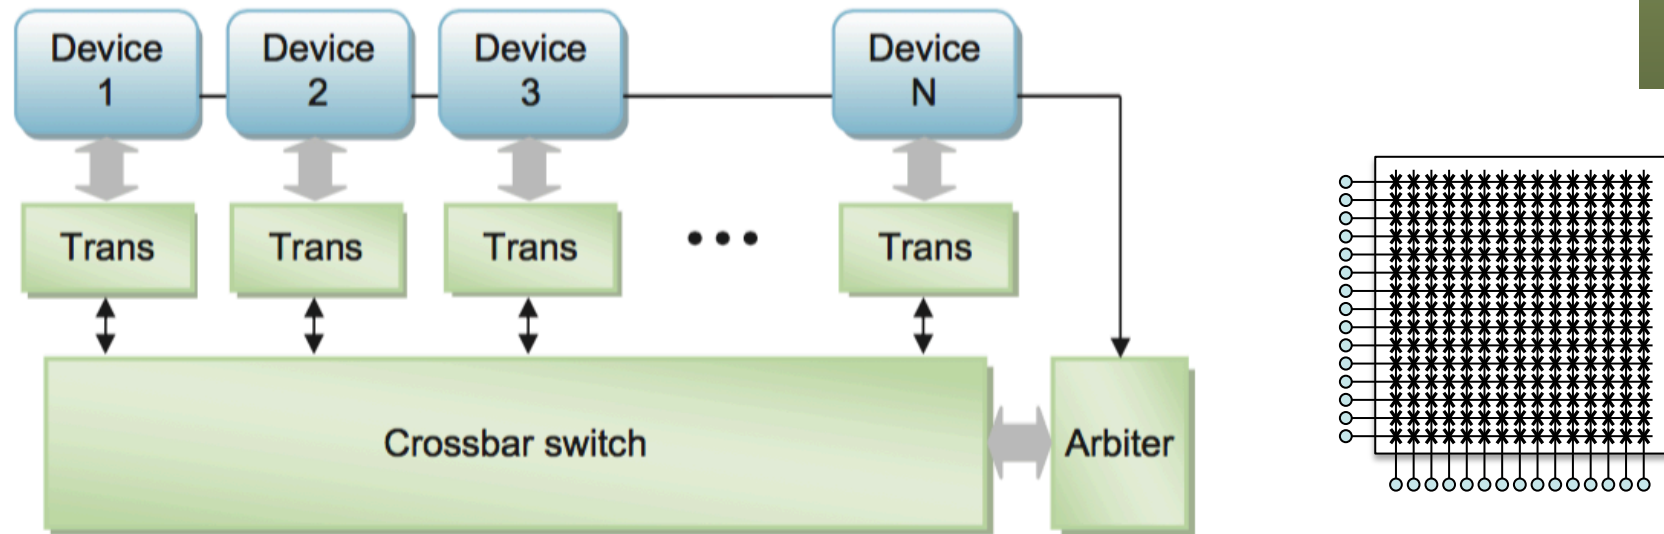 Device
1
Device
2
Device
3
Device
N
Trans
Trans
Trans
• • •
Trans
Crossbar switch
Arbiter